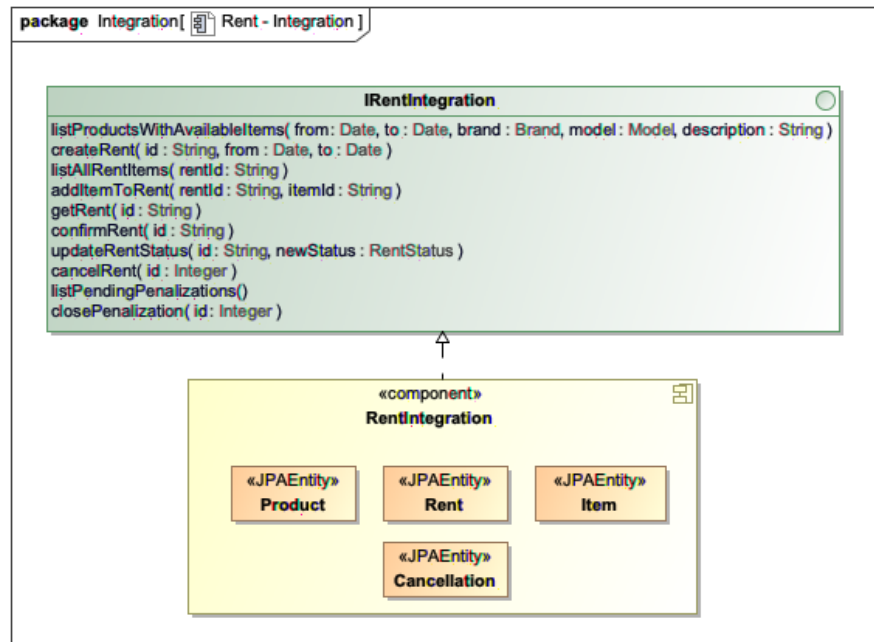 package Integration[ Rent - Integration ]
IRentIntegration
listProductsWithAvailableItems( from : Date, to : Date, brand : Brand, model : Model, description : String )
createRent( id : String, from : Date, to : Date )
listAllRentItems( rentId : String )
addItemToRent( rentId : String, itemId : String )
getRent( id : String )
confirmRent( id : String )
updateRentStatus( id : String, newStatus : RentStatus )
cancelRent( id : Integer )
listPendingPenalizations()
closePenalization( id : Integer )
«component»
RentIntegration
«JPAEntity» «JPAEntity» «JPAEntity»
Product Rent Item
«JPAEntity»
Cancellation